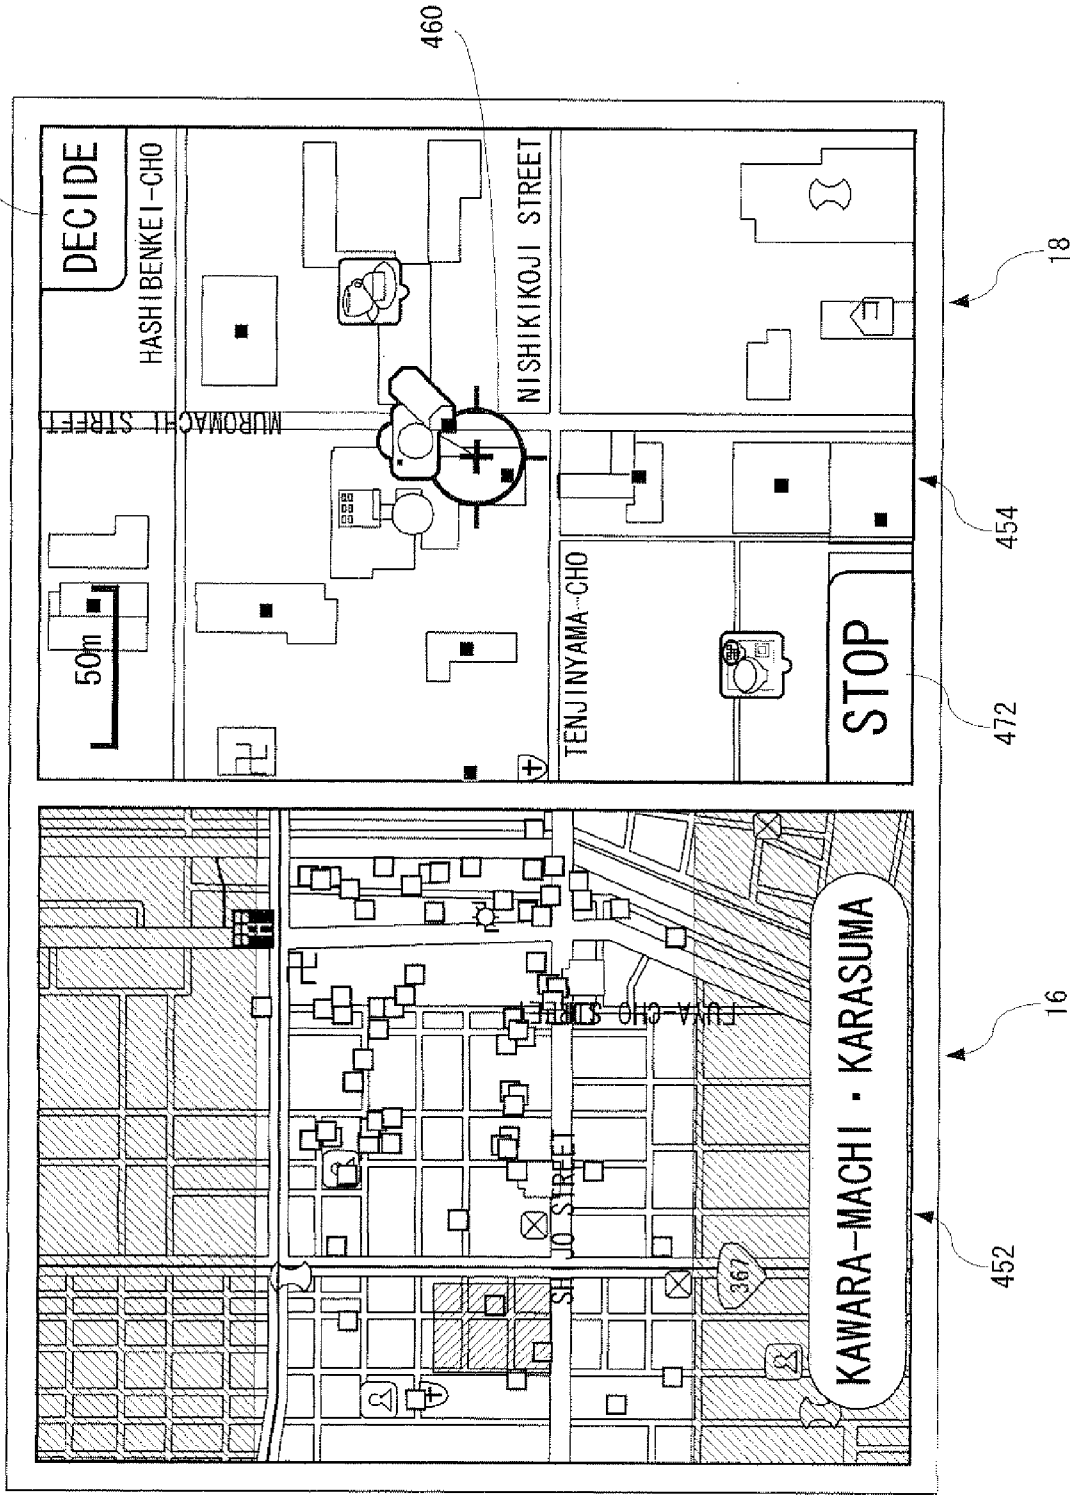 460
DECIDE
HASHIBENKEI-CHO
MUROMACHI STREET
NISHIKIKOJI STREET
50m
TENJINYAMA-CHO
STOP
18
454
472
FUYA-CHO STREET
SHIJO STREET
367
KAWARA-MACHI・KARASUMA
16
452